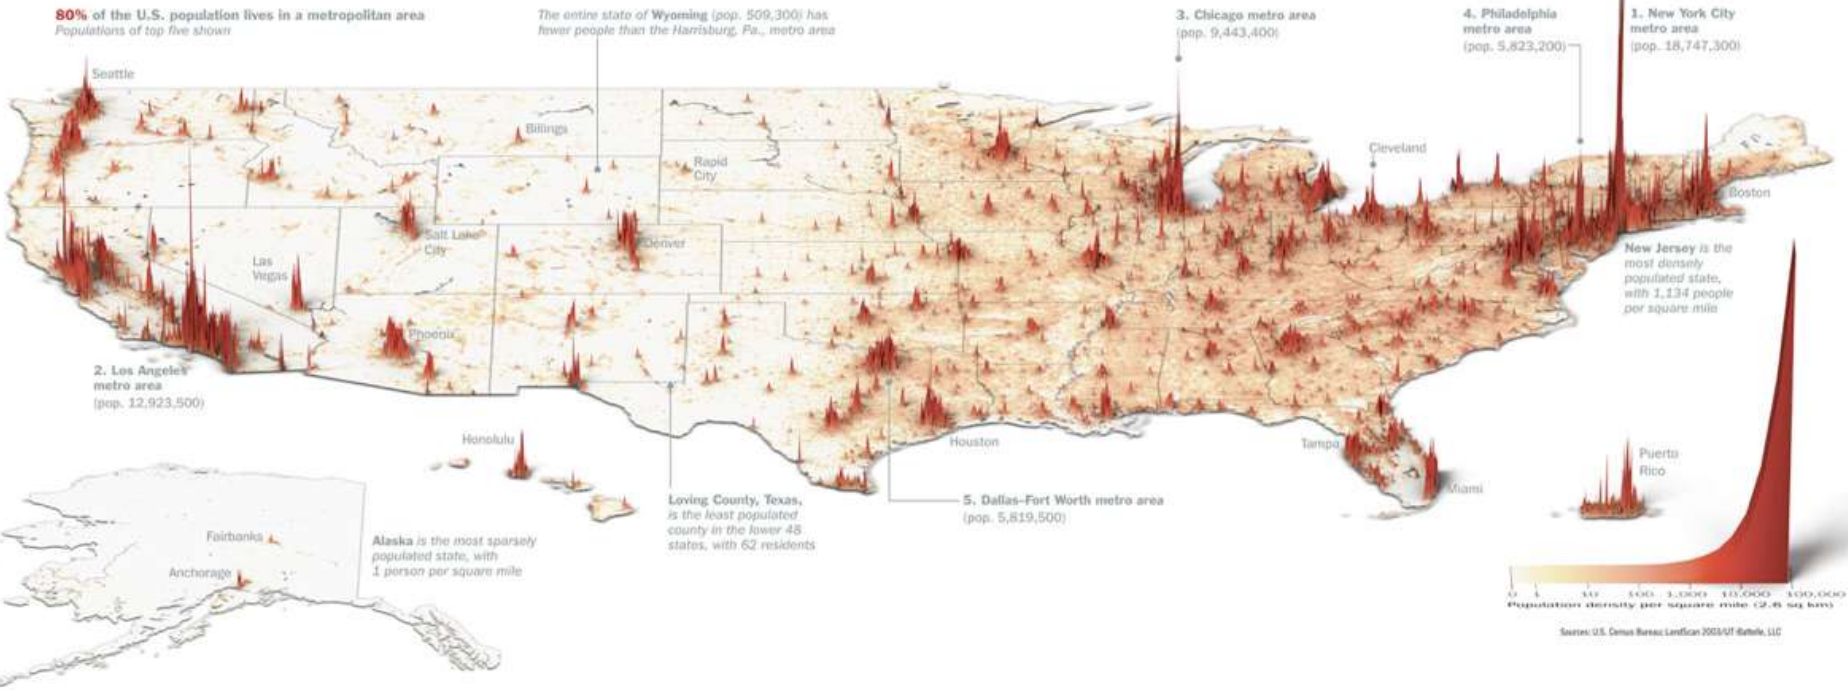 80% of the U.S. population lives in a metropolitan area
Populations of top five shown
The entire state of Wyoming (pop. 509,300) has
fewer people than the Harrisburg, Pa., metro area
3. Chicago metro area
(pop. 9,443,400)
4. Philadelphia
metro area
(pop. 5,823,200)
1. New York City
metro area
(pop. 18,747,300)
Seattle
Billings
Rapid
City
Cleveland
Boston
Salt Lake
City
Denver
Las
Vegas
New Jersey is the
most densely
populated state,
with 1,134 people
per square mile
Phoenix
2. Los Angeles
metro area
(pop. 12,923,500)
Honolulu
Houston
Tampa
Miami
Puerto
Rico
Loving County, Texas,
is the least populated
county in the lower 48
states, with 62 residents
5. Dallas–Fort Worth metro area
(pop. 5,819,500)
Fairbanks
Anchorage
Alaska is the most sparsely
populated state, with
1 person per square mile
0 1 10 100 1,000 10,000 100,000
Population density per square mile (2.6 sq km)
Sources: U.S. Census Bureau; LandScan 2003/UT-Battelle, LLC